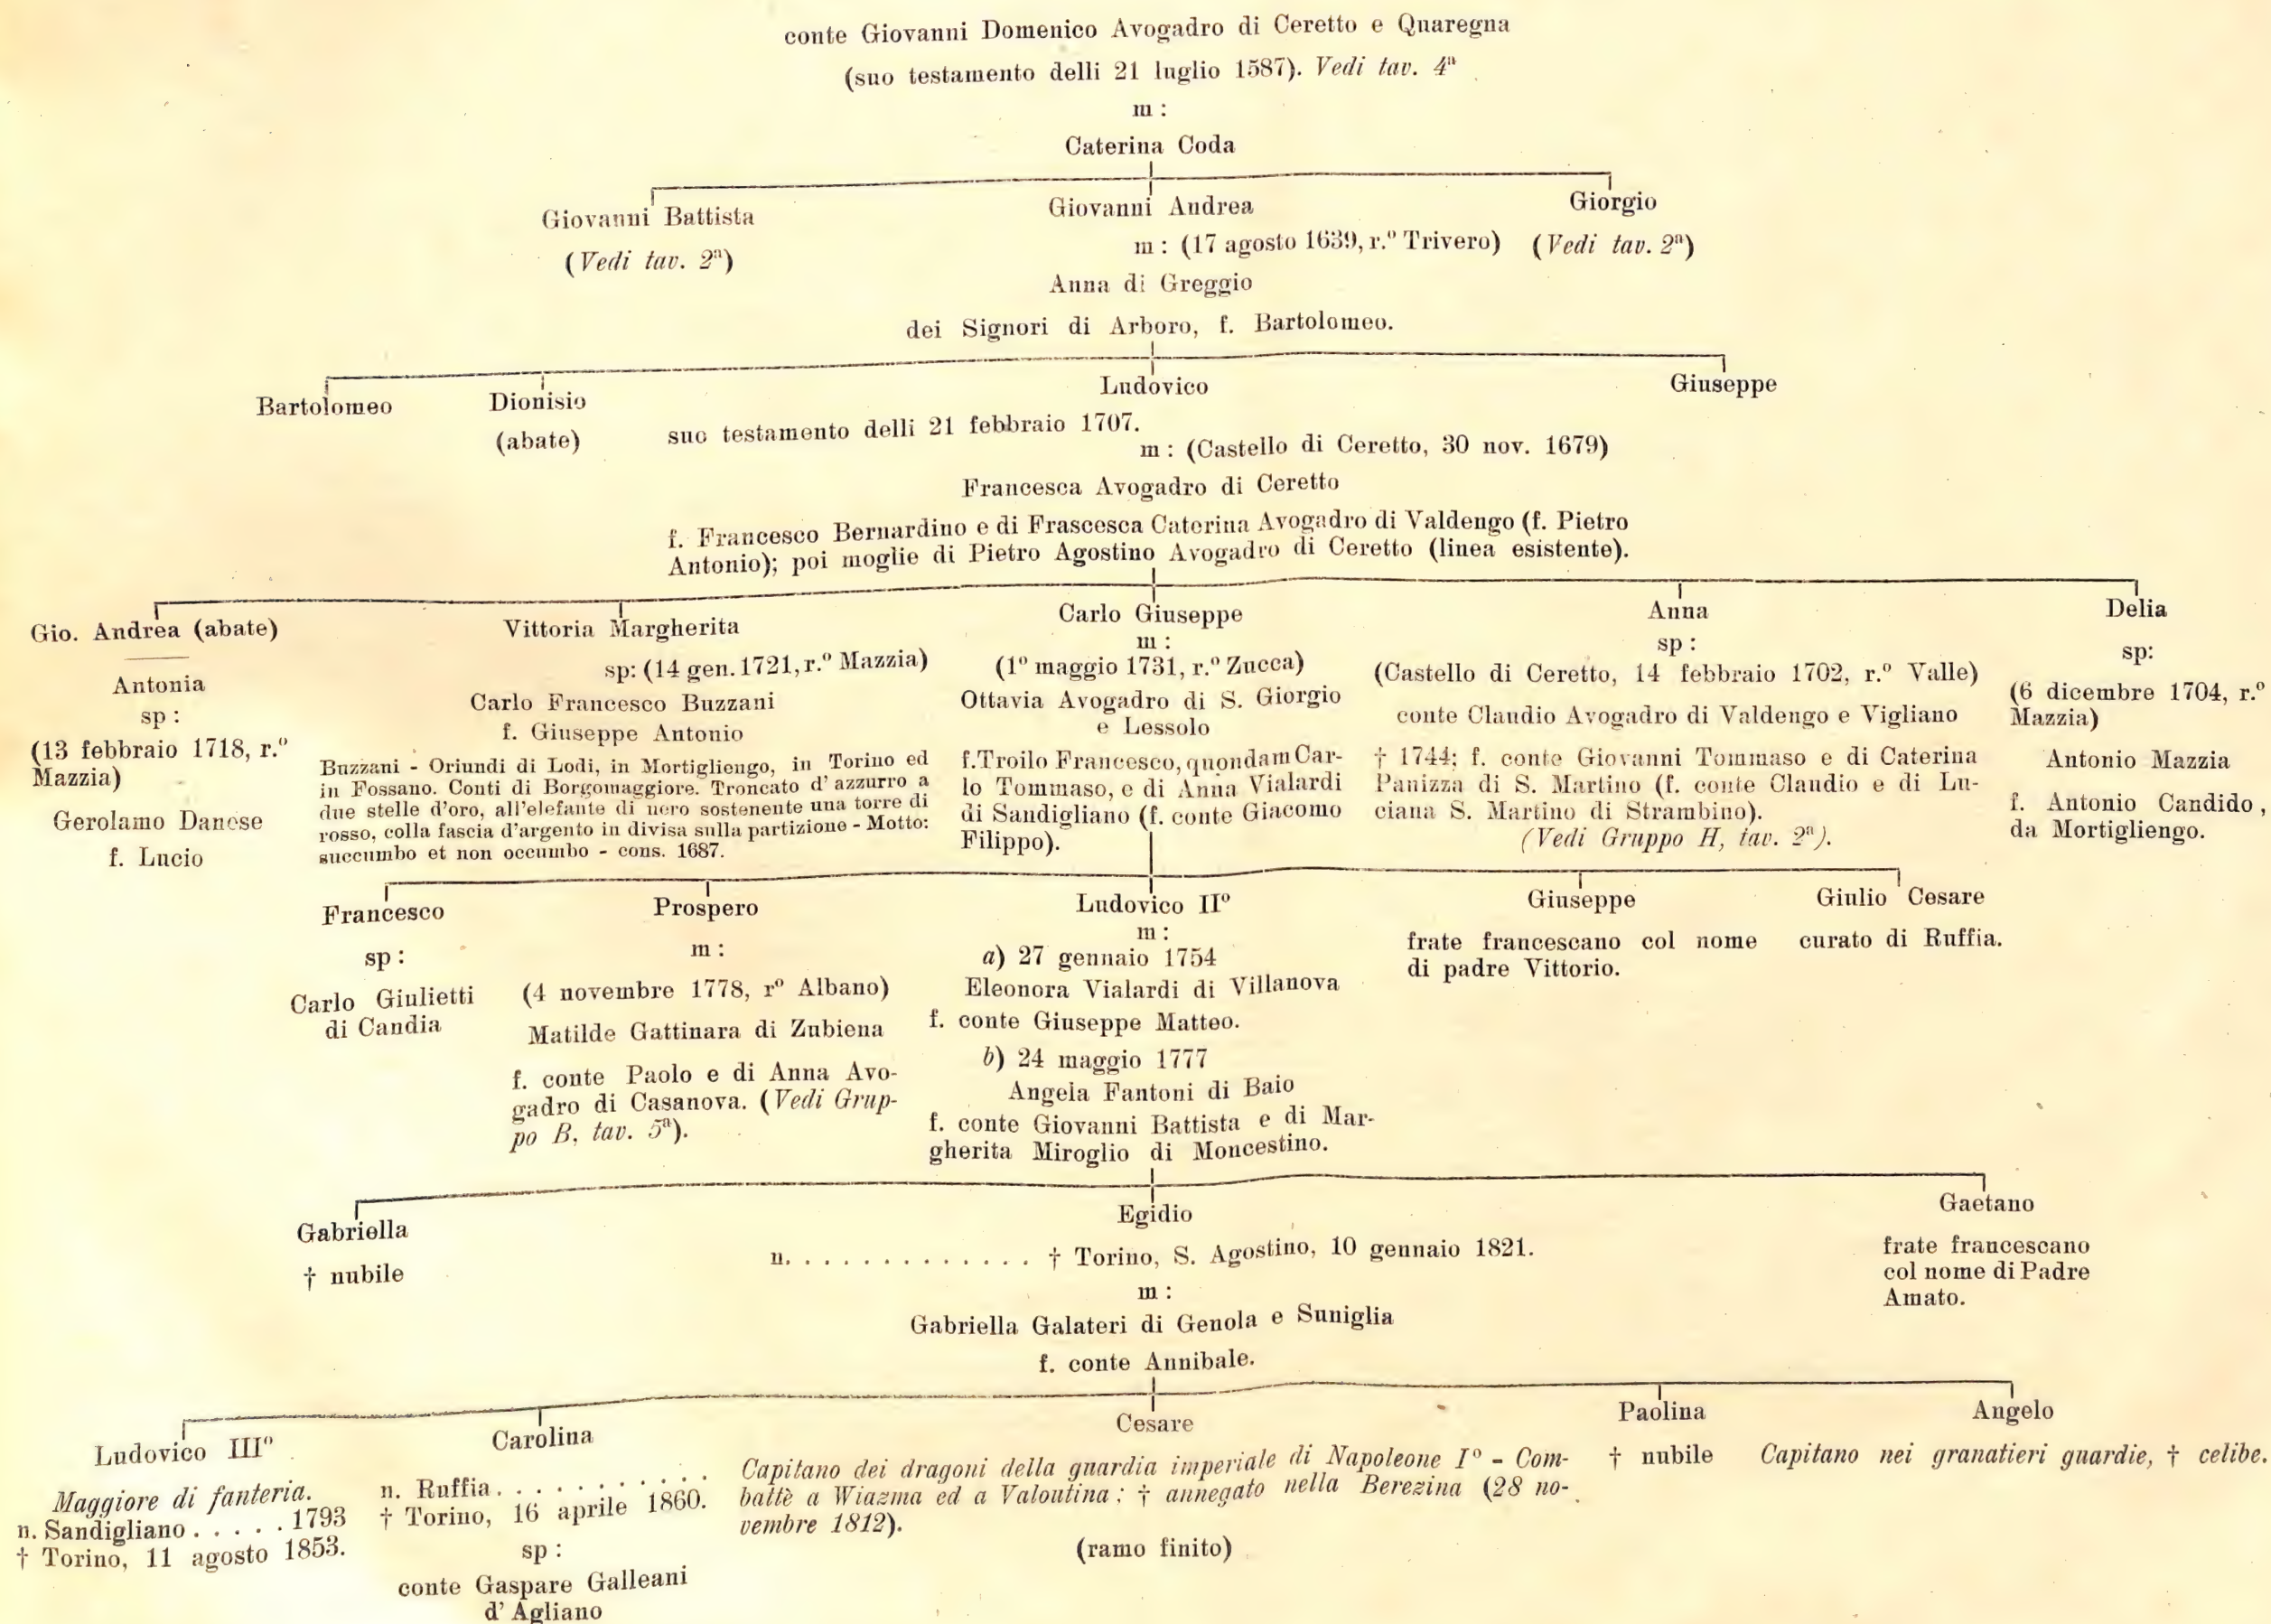 conte Giovanni Domenico Avogadro di Ceretto e Quaregna
(suo testamento delli 21 luglio 1587). Vedi tav. 4ª
m :
Caterina Coda
Giovanni Battista
(Vedi tav. 2ª)
Giovanni Andrea
m : (17 agosto 1639, r.º Trivero)
Anna di Greggio
dei Signori di Arboro, f. Bartolomeo.
Giorgio
(Vedi tav. 2ª)
Bartolomeo
Dionisio
(abate)
Ludovico
suo testamento delli 21 febbraio 1707.
m : (Castello di Ceretto, 30 nov. 1679)
Francesca Avogadro di Ceretto
f. Francesco Bernardino e di Frascesca Caterina Avogadro di Valdengo (f. Pietro
Antonio); poi moglie di Pietro Agostino Avogadro di Ceretto (linea esistente).
Giuseppe
Gio. Andrea (abate)
Antonia
sp :
(13 febbraio 1718, r.º
Mazzia)
Gerolamo Danese
f. Lucio
Vittoria Margherita
sp: (14 gen. 1721, r.º Mazzia)
Carlo Francesco Buzzani
f. Giuseppe Antonio
Buzzani - Oriundi di Lodi, in Mortigliengo, in Torino ed
in Fossano. Conti di Borgomaggiore. Troncato d'azzurro a
due stelle d'oro, all'elefante di nero sostenente una torre di
rosso, colla fascia d'argento in divisa sulla partizione - Motto:
succumbo et non occumbo - cons. 1687.
Carlo Giuseppe
m :
(1º maggio 1731, r.º Zucca)
Ottavia Avogadro di S. Giorgio
e Lessolo
f. Troilo Francesco, quondam Car-
lo Tommaso, e di Anna Vialardi
di Sandigliano (f. conte Giacomo
Filippo).
Anna
sp :
(Castello di Ceretto, 14 febbraio 1702, r.º Valle)
conte Claudio Avogadro di Valdengo e Vigliano
† 1744; f. conte Giovanni Tommaso e di Caterina
Panizza di S. Martino (f. conte Claudio e di Lu-
ciana S. Martino di Strambino).
(Vedi Gruppo H, tav. 2ª).
Delia
sp:
(6 dicembre 1704, r.º
Mazzia)
Antonio Mazzia
f. Antonio Candido,
da Mortigliengo.
Francesco
sp :
Carlo Giulietti
di Candia
Prospero
m :
(4 novembre 1778, rº Albano)
Matilde Gattinara di Zubiena
f. conte Paolo e di Anna Avo-
gadro di Casanova. (Vedi Grup-
po B, tav. 5ª).
Ludovico IIº
m :
a) 27 gennaio 1754
Eleonora Vialardi di Villanova
f. conte Giuseppe Matteo.
b) 24 maggio 1777
Angela Fantoni di Baio
f. conte Giovanni Battista e di Mar-
gherita Miroglio di Moncestino.
Giuseppe
frate francescano col nome
di padre Vittorio.
Giulio Cesare
curato di Ruffia.
Gabriella
† nubile
Egidio
n. . . . . . . . . . . . . . † Torino, S. Agostino, 10 gennaio 1821.
m :
Gabriella Galateri di Genola e Suniglia
f. conte Annibale.
Gaetano
frate francescano
col nome di Padre
Amato.
Ludovico IIIº
Maggiore di fanteria.
n. Sandigliano . . . . . 1793
† Torino, 11 agosto 1853.
Carolina
n. Ruffia. . . . . . . . . .
† Torino, 16 aprile 1860.
sp :
conte Gaspare Galleani
d'Agliano
Cesare
Capitano dei dragoni della guardia imperiale di Napoleone Iº - Com-
battè a Wiazma ed a Valoutina; † annegato nella Berezina (28 no-
vembre 1812).
(ramo finito)
Paolina
† nubile
Angelo
Capitano nei granatieri guardie, † celibe.